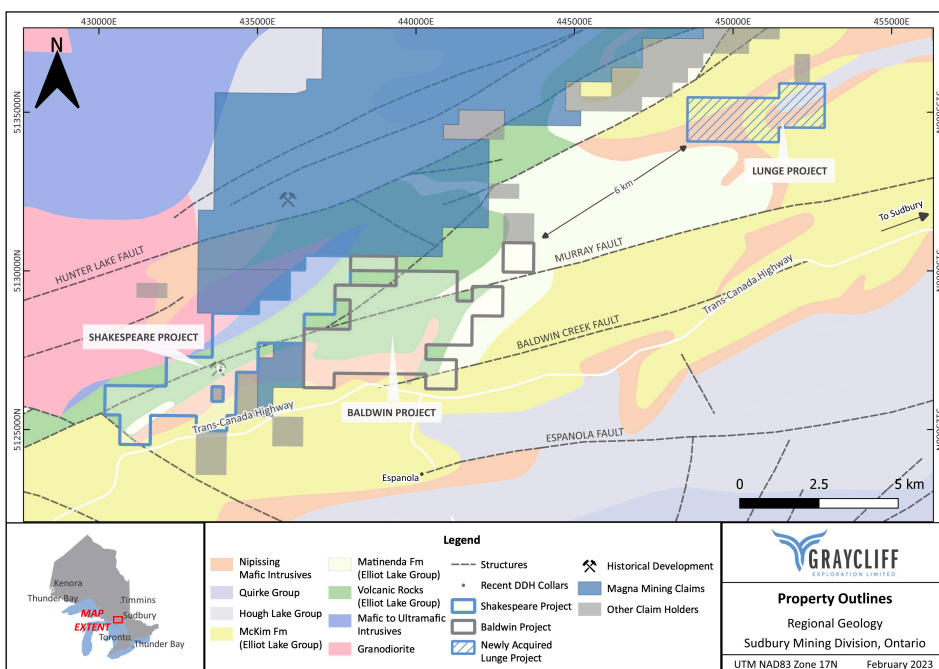 430000E 435000E 440000E 445000E 450000E 455000E
N
5135000N
5135000N
LUNGE PROJECT
6 km
To Sudbury
HUNTER LAKE FAULT
MURRAY FAULT
5130000N
5130000N
Trans-Canada Highway
SHAKESPEARE PROJECT
BALDWIN CREEK FAULT
BALDWIN PROJECT
Trans-Canada Highway
5125000N
5125000N
ESPANOLA FAULT
Espanola
0 2.5 5 km
Kenora
Thunder Bay
Timmins
Sudbury
MAP
EXTENT
Toronto
Thunder Bay
Legend
Nipissing
Mafic Intrusives
Quirke Group
Hough Lake Group
McKim Fm
(Elliot Lake Group)
Matinenda Fm
(Elliot Lake Group)
Volcanic Rocks
(Elliot Lake Group)
Mafic to Ultramafic
Intrusives
Granodiorite
Structures
Recent DDH Collars
Shakespeare Project
Baldwin Project
Newly Acquired
Lunge Project
Historical Development
Magna Mining Claims
Other Claim Holders
GRAYCLIFF
EXPLORATION LIMITED
Property Outlines
Regional Geology
Sudbury Mining Division, Ontario
UTM NAD83 Zone 17N February 2023